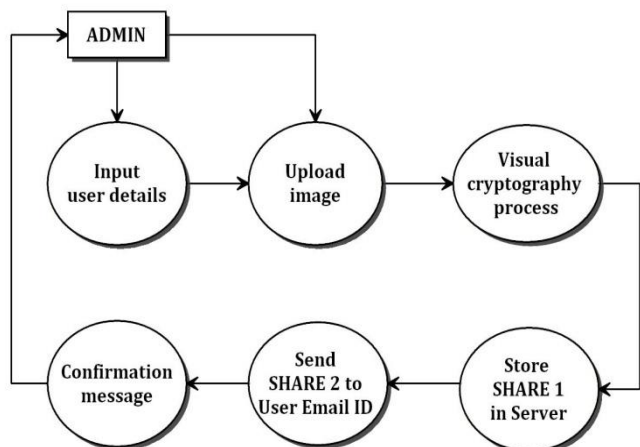 ADMIN
Input
user details
Upload
image
Visual
cryptography
process
Confirmation
message
Send
SHARE 2 to
User Email ID
Store
SHARE 1
in Server